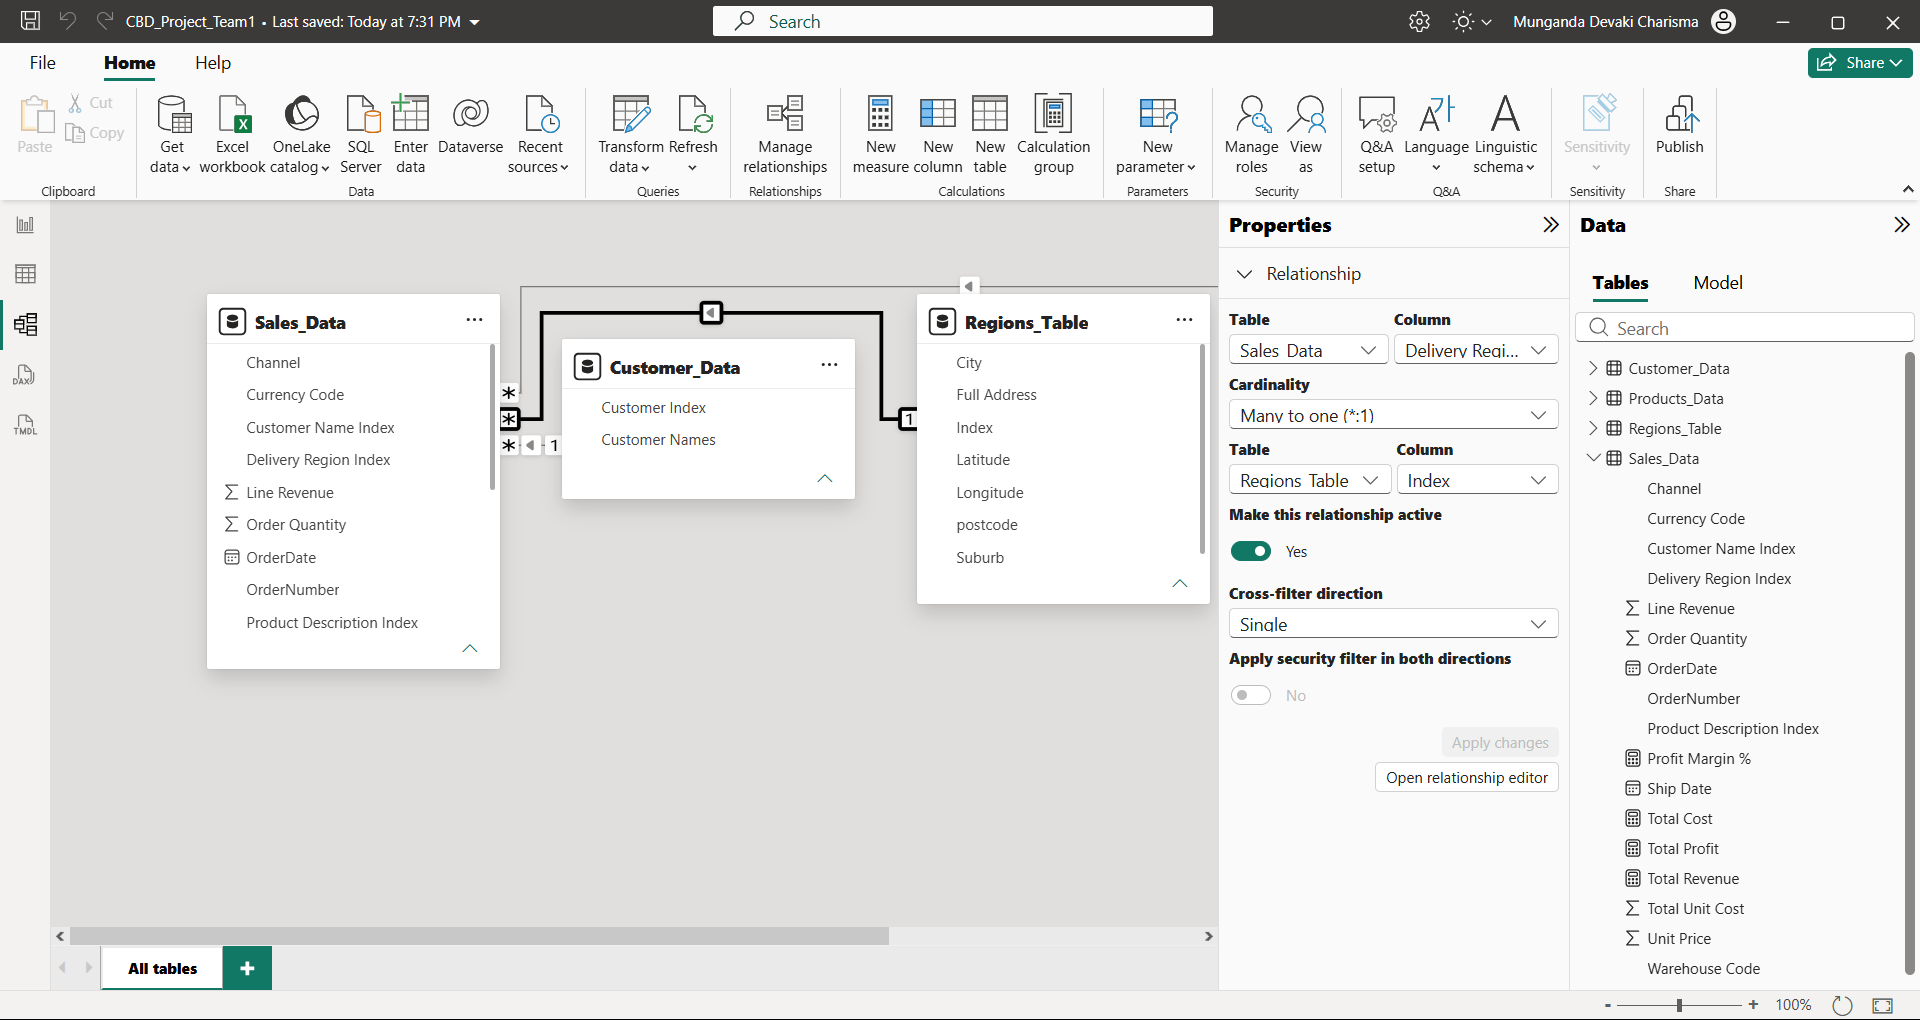 CBD_Project_Team1 • Last saved: Today at 7:31 PM
Search
Munganda Devaki Charisma
File
Home
Help
Share
Paste
Cut
Copy
Clipboard
Get data
Excel workbook
OneLake catalog
SQL Server
Enter data
Dataverse
Recent sources
Data
Transform data
Refresh
Queries
Manage relationships
Relationships
New measure
New column
New table
Calculation group
Calculations
New parameter
Parameters
Manage roles
View as
Security
Q&A setup
Language
Linguistic schema
Q&A
Sensitivity
Sensitivity
Publish
Share
DAX
TMDL
Sales_Data
Channel
Currency Code
Customer Name Index
Delivery Region Index
Line Revenue
Order Quantity
OrderDate
OrderNumber
Product Description Index
*
*
*
1
1
Customer_Data
Customer Index
Customer Names
Regions_Table
City
Full Address
Index
Latitude
Longitude
postcode
Suburb
All tables
+
Properties
Relationship
Table
Column
Sales Data
Delivery Regi...
Cardinality
Many to one (*:1)
Table
Column
Regions Table
Index
Make this relationship active
Yes
Cross-filter direction
Single
Apply security filter in both directions
No
Apply changes
Open relationship editor
Data
Tables
Model
Search
Customer_Data
Products_Data
Regions_Table
Sales_Data
Channel
Currency Code
Customer Name Index
Delivery Region Index
Line Revenue
Order Quantity
OrderDate
OrderNumber
Product Description Index
Profit Margin %
Ship Date
Total Cost
Total Profit
Total Revenue
Total Unit Cost
Unit Price
Warehouse Code
- + 100%